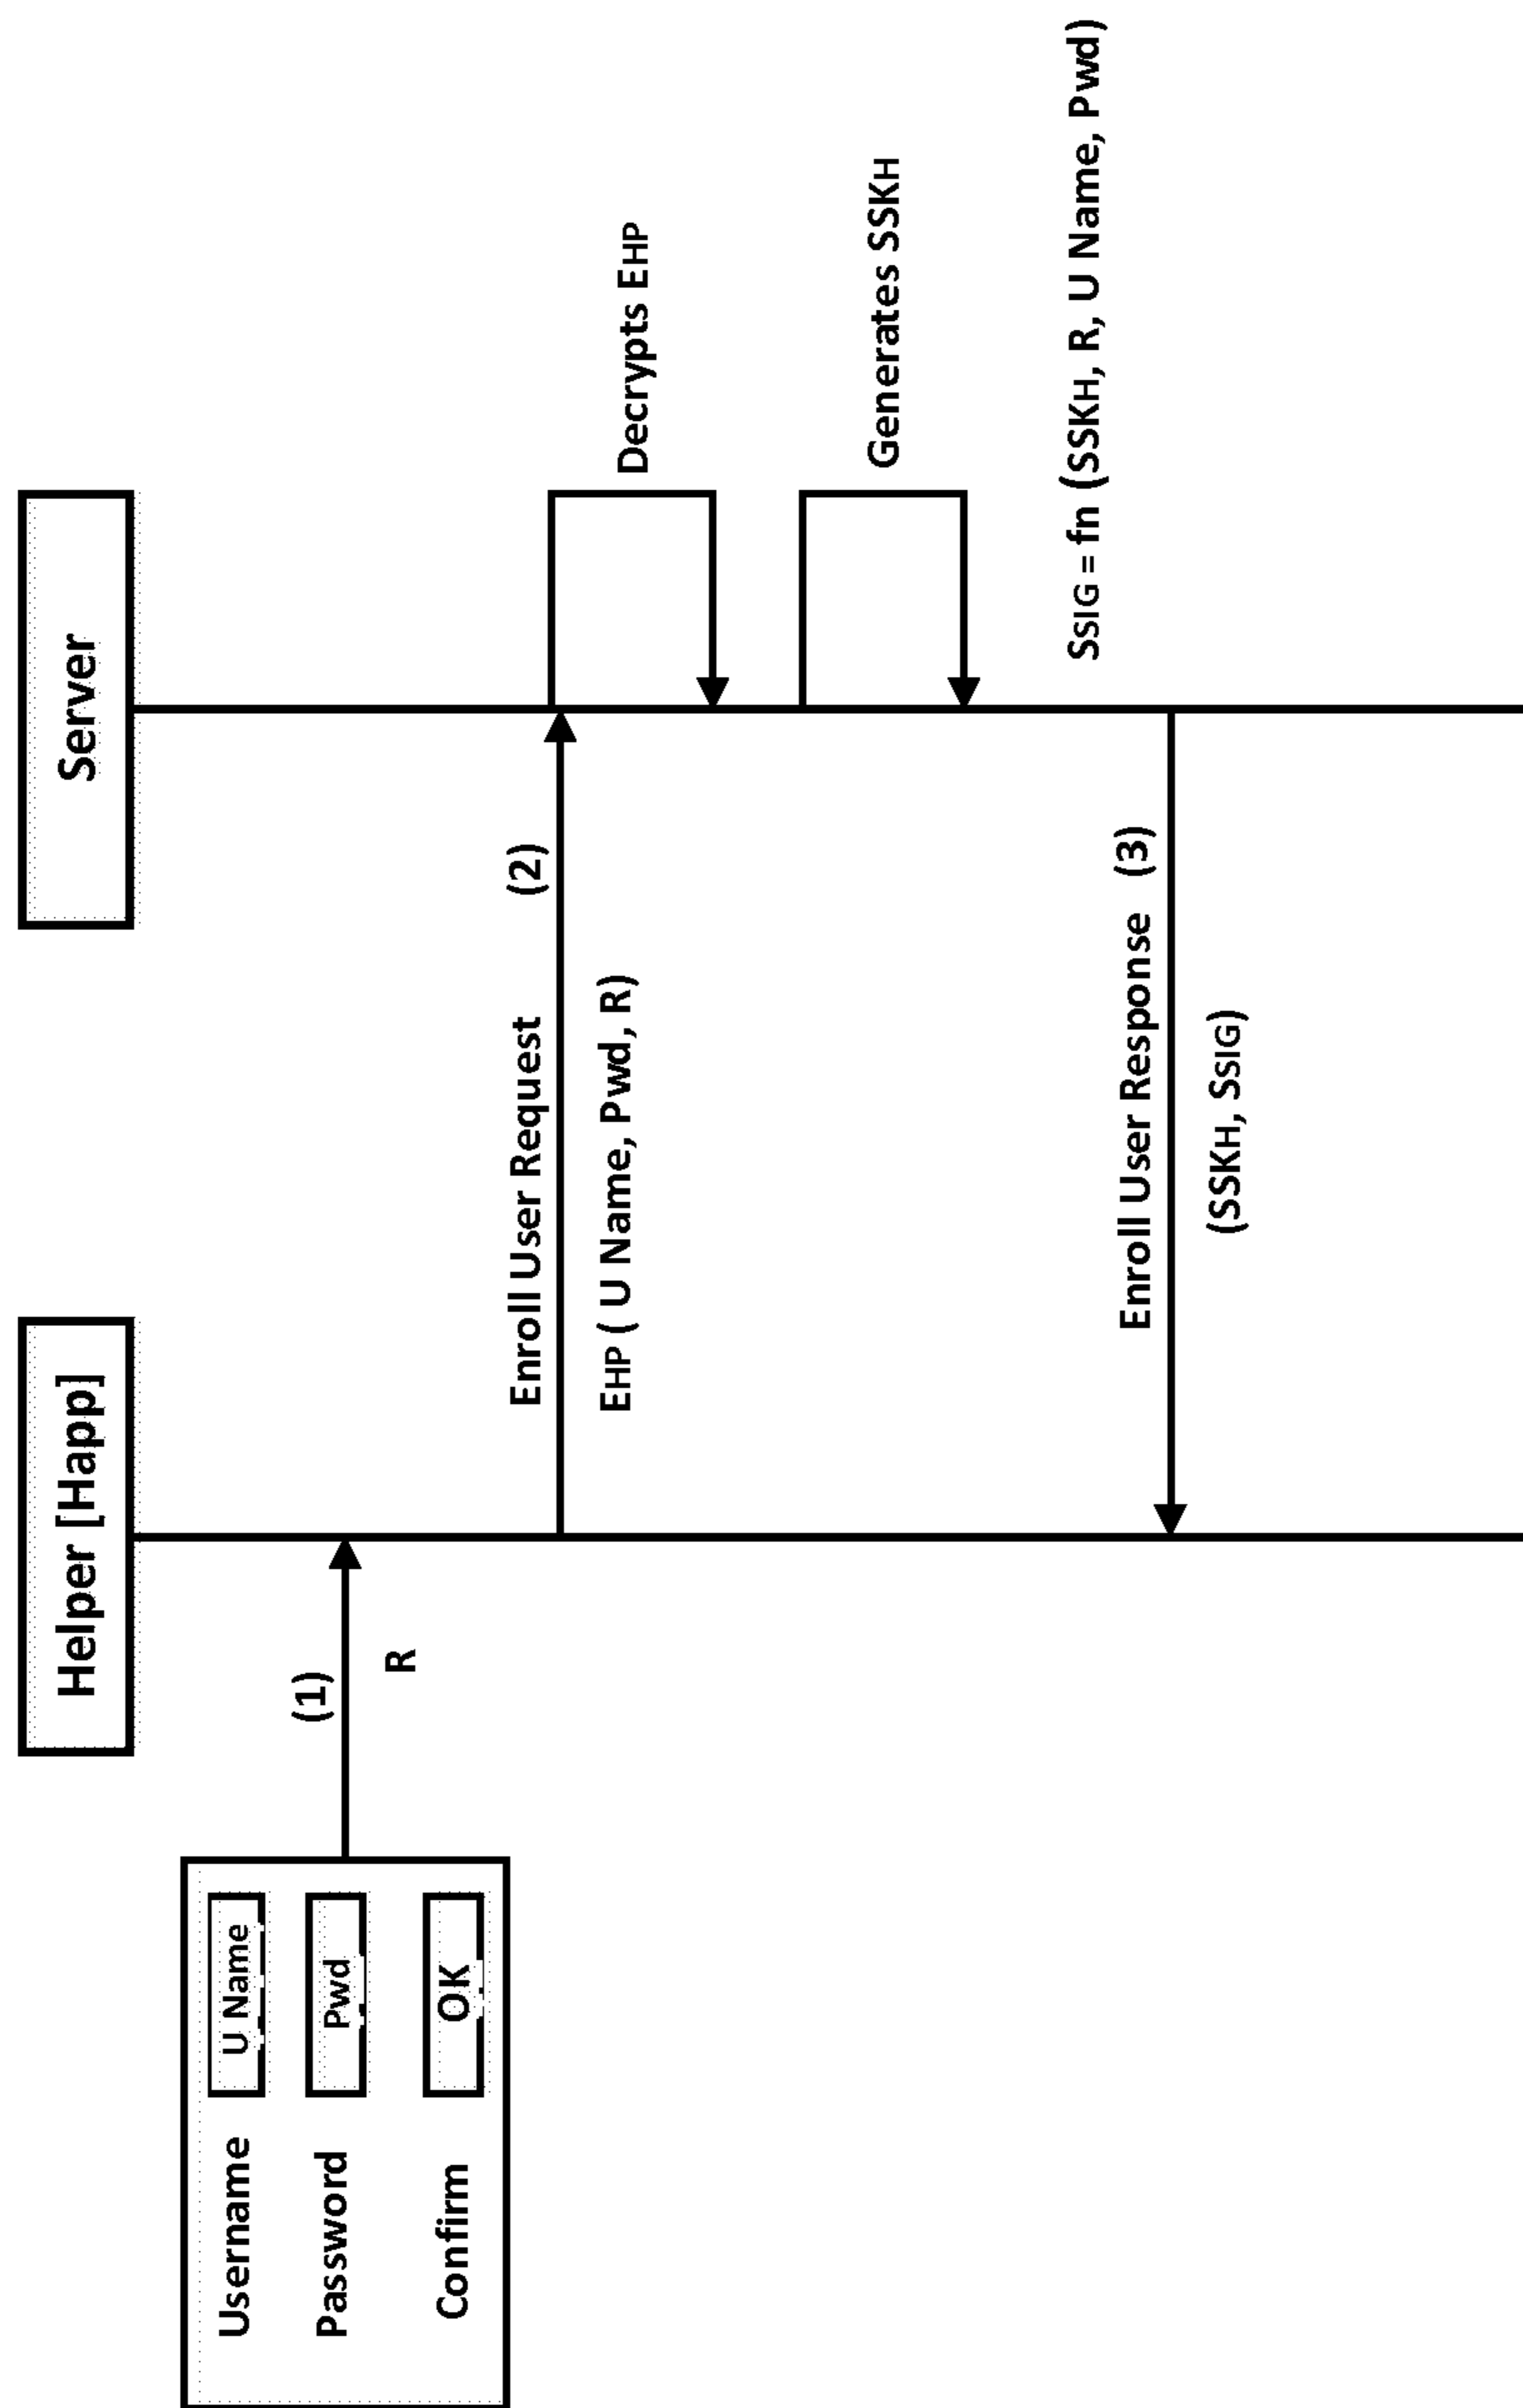 Helper [Happ]
Server
Username U Name
Password Pwd
Confirm OK
(1)
R
Enroll User Request (2)
EHP ( U Name, Pwd, R)
Decrypts EHP
Generates SSKH
SSIG = fn (SSKH, R, U Name, Pwd)
Enroll User Response (3)
(SSKH, SSIG)